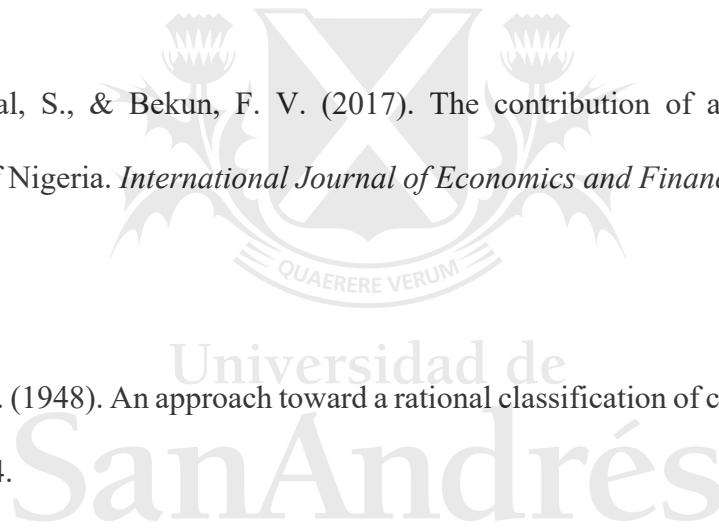 al, S., & Bekun, F. V. (2017). The contribution of a
f Nigeria. International Journal of Economics and Financ
QUAERERE VERUM
Universidad de
. (1948). An approach toward a rational classification of c
SanAndrés
4.